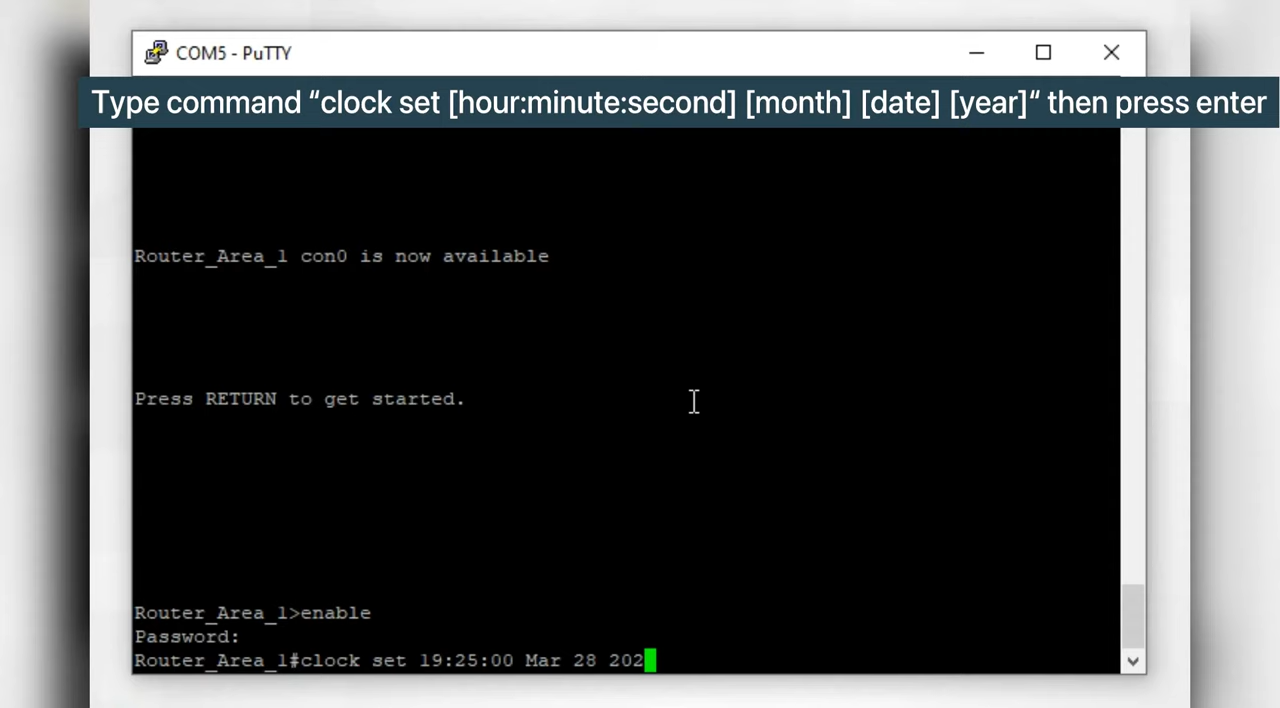 COM5 - PuTTY
Type command “clock set [hour:minute:second] [month] [date] [year]“ then press enter
Router_Area_1 con0 is now available
Press RETURN to get started.
Router_Area_1>enable
Password:
Router_Area_1#clock set 19:25:00 Mar 28 202